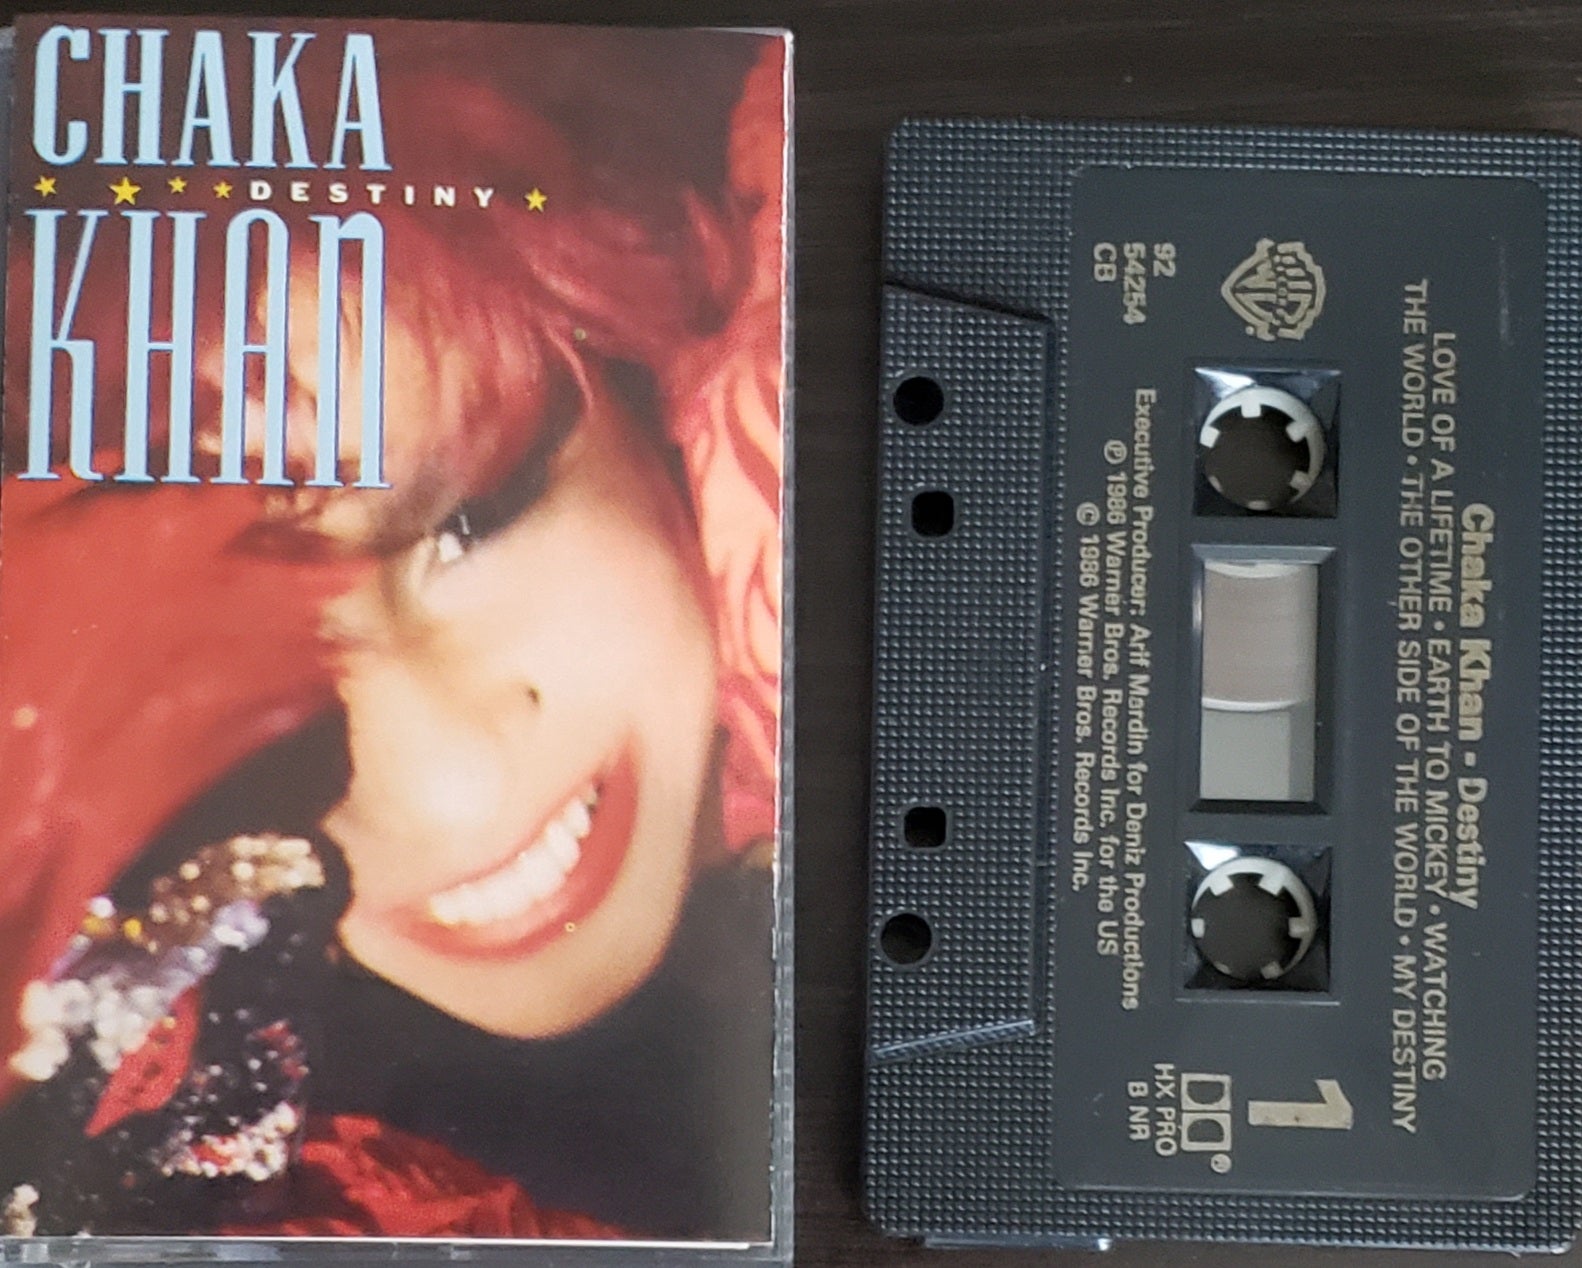 CHAKA
DESTINY
KHAN
Chaka Khan - Destiny
LOVE OF A LIFETIME • EARTH TO MICKEY • WATCHING
THE WORLD • THE OTHER SIDE OF THE WORLD • MY DESTINY
WB
1
92
54254
CB
DD®
HX PRO
B NR
Executive Producer: Arif Mardin for Deniz Productions
℗ 1986 Warner Bros. Records Inc. for the US
© 1986 Warner Bros. Records Inc.